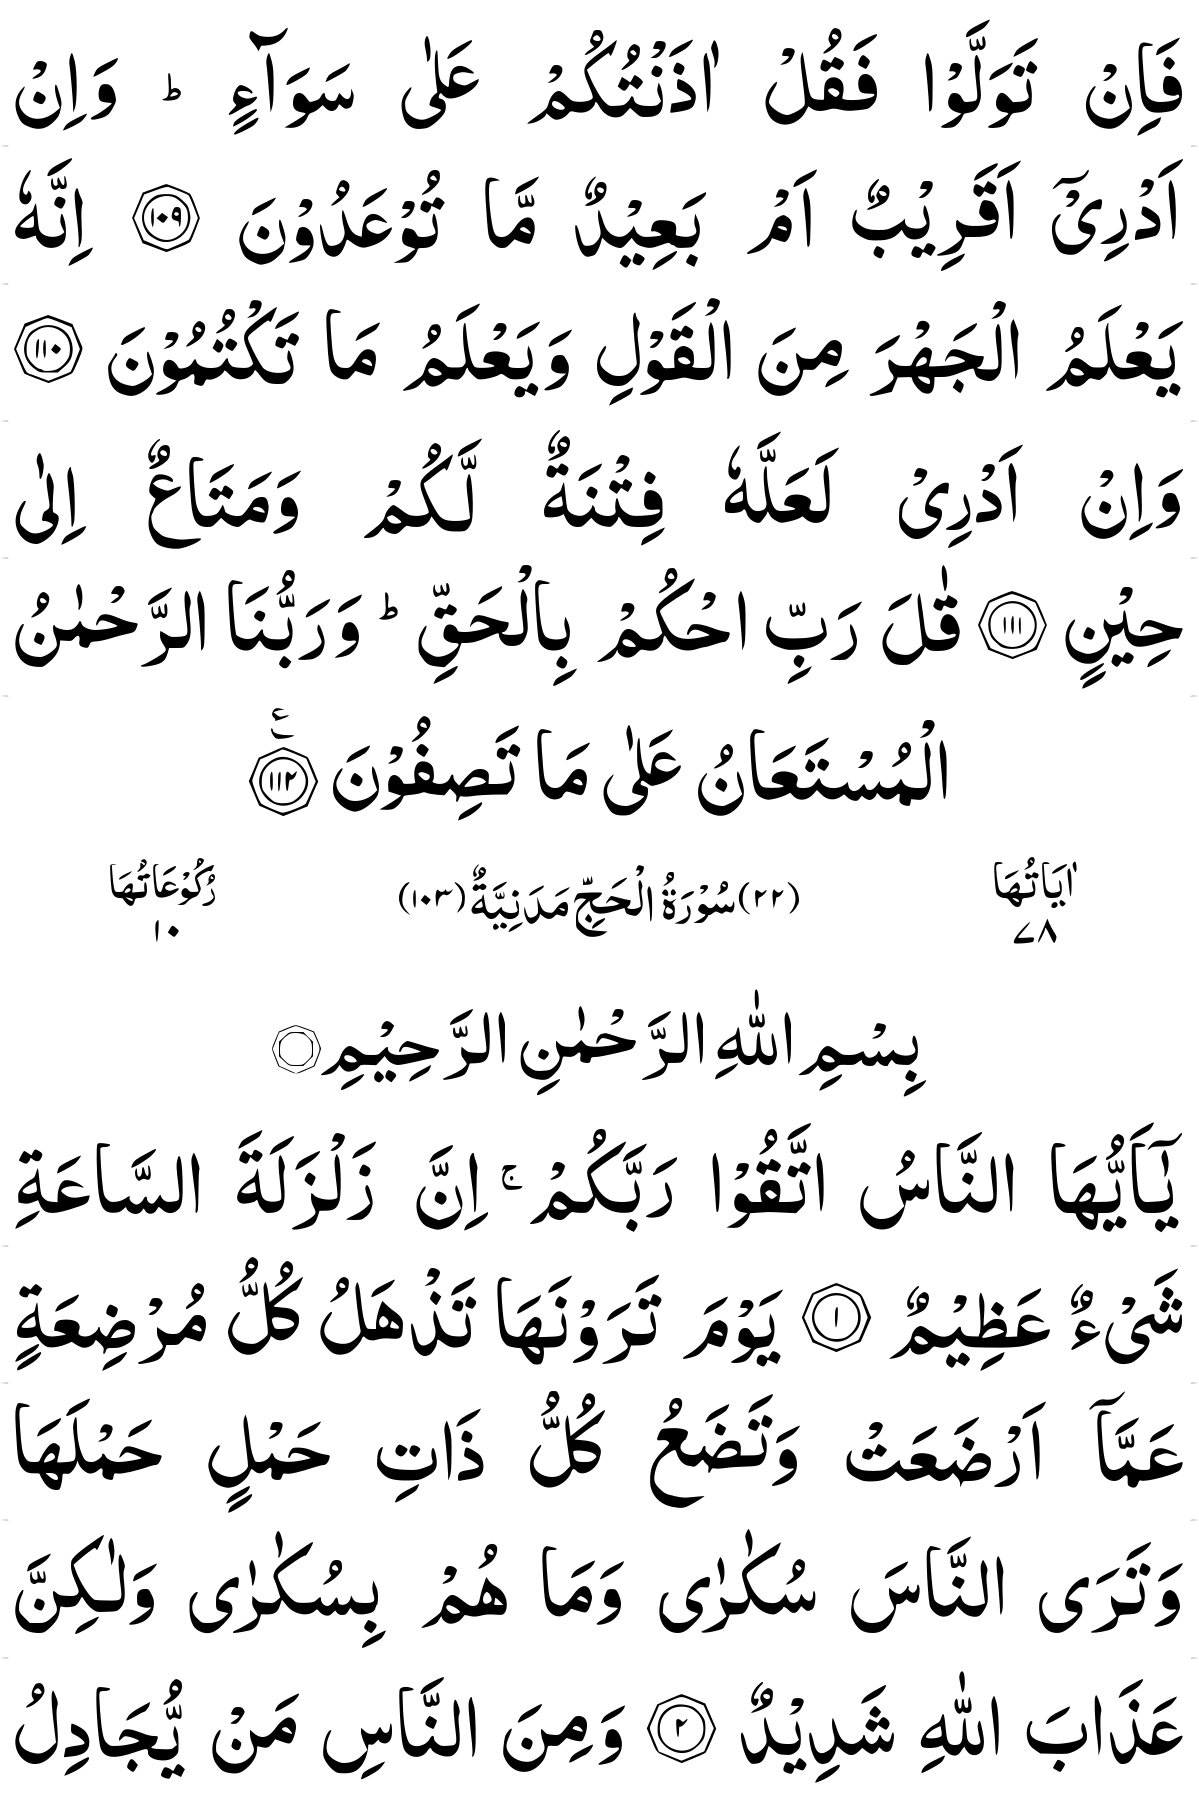 فَاِنْ تَوَلَّوْا فَقُلْ اٰذَنْتُكُمْ عَلٰی سَوَآءٍ ؕ وَاِنْ
اَدْرِیْۤ اَقَرِیْبٌ اَمْ بَعِیْدٌ مَّا تُوْعَدُوْنَ ۝۱۰۹ اِنَّهٗ
یَعْلَمُ الْجَهْرَ مِنَ الْقَوْلِ وَیَعْلَمُ مَا تَكْتُمُوْنَ ۝۱۱۰
وَاِنْ اَدْرِیْ لَعَلَّهٗ فِتْنَةٌ لَّكُمْ وَمَتَاعٌ اِلٰی
حِیْنٍ ۝۱۱۱ قٰلَ رَبِّ احْكُمْ بِالْحَقِّ ؕ وَرَبُّنَا الرَّحْمٰنُ
الْمُسْتَعَانُ عَلٰی مَا تَصِفُوْنَ ۝۱۱۲ ع
اٰیَاتُهَا ۷۸ (۲۲) سُوْرَةُ الْحَجِّ مَدَنِیَّةٌ (۱۰۳) رُكُوْعَاتُهَا ۱۰
بِسْمِ اللّٰهِ الرَّحْمٰنِ الرَّحِیْمِ ۝
یٰۤاَیُّهَا النَّاسُ اتَّقُوْا رَبَّكُمْ ۚ اِنَّ زَلْزَلَةَ السَّاعَةِ
شَیْءٌ عَظِیْمٌ ۝۱ یَوْمَ تَرَوْنَهَا تَذْهَلُ كُلُّ مُرْضِعَةٍ
عَمَّاۤ اَرْضَعَتْ وَتَضَعُ كُلُّ ذَاتِ حَمْلٍ حَمْلَهَا
وَتَرَی النَّاسَ سُكٰرٰی وَمَا هُمْ بِسُكٰرٰی وَلٰكِنَّ
عَذَابَ اللّٰهِ شَدِیْدٌ ۝۲ وَمِنَ النَّاسِ مَنْ یُّجَادِلُ